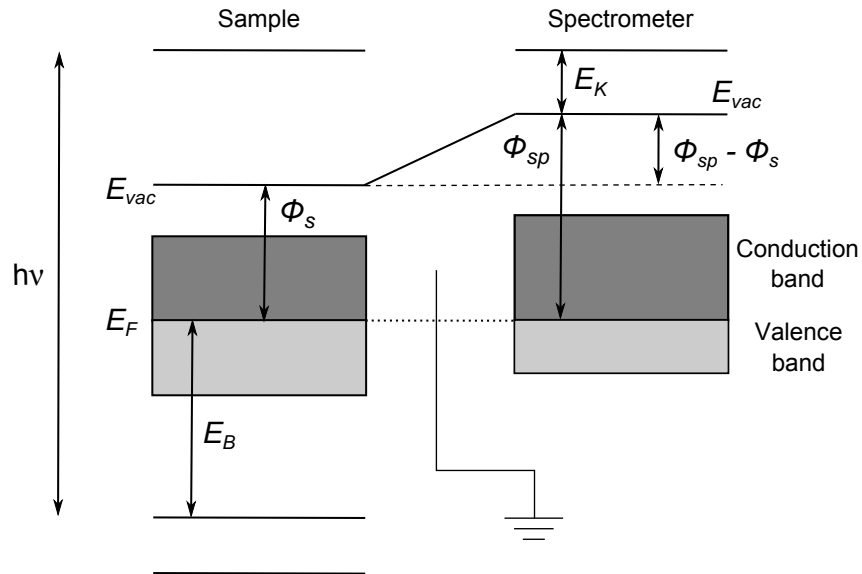 Sample
Spectrometer
E_K
E_vac
Φ_sp
Φ_sp - Φ_s
E_vac
Φ_s
hν
Conduction
band
E_F
Valence
band
E_B